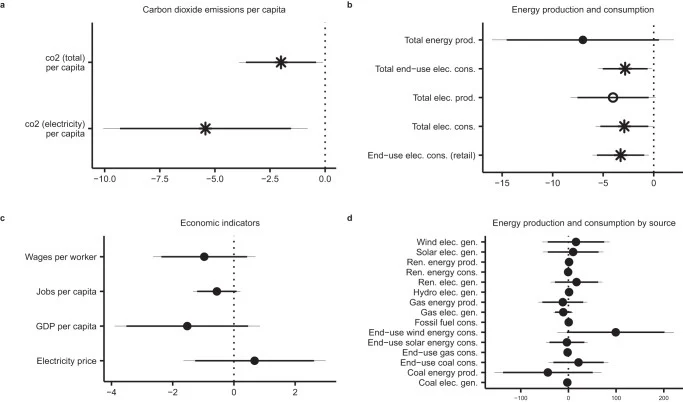 a
Carbon dioxide emissions per capita
co2 (total)
per capita
co2 (electricity)
per capita
−10.0 −7.5 −5.0 −2.5 0.0
b
Energy production and consumption
Total energy prod.
Total end−use elec. cons.
Total elec. prod.
Total elec. cons.
End−use elec. cons. (retail)
−15 −10 −5 0
c
Economic indicators
Wages per worker
Jobs per capita
GDP per capita
Electricity price
−4 −2 0 2
d
Energy production and consumption by source
Wind elec. gen.
Solar elec. gen.
Ren. energy prod.
Ren. energy cons.
Ren. elec. gen.
Hydro elec. gen.
Gas energy prod.
Gas elec. gen.
Fossil fuel cons.
End−use wind energy cons.
End−use solar energy cons.
End−use gas cons.
End−use coal cons.
Coal energy prod.
Coal elec. gen.
−100 0 100 200